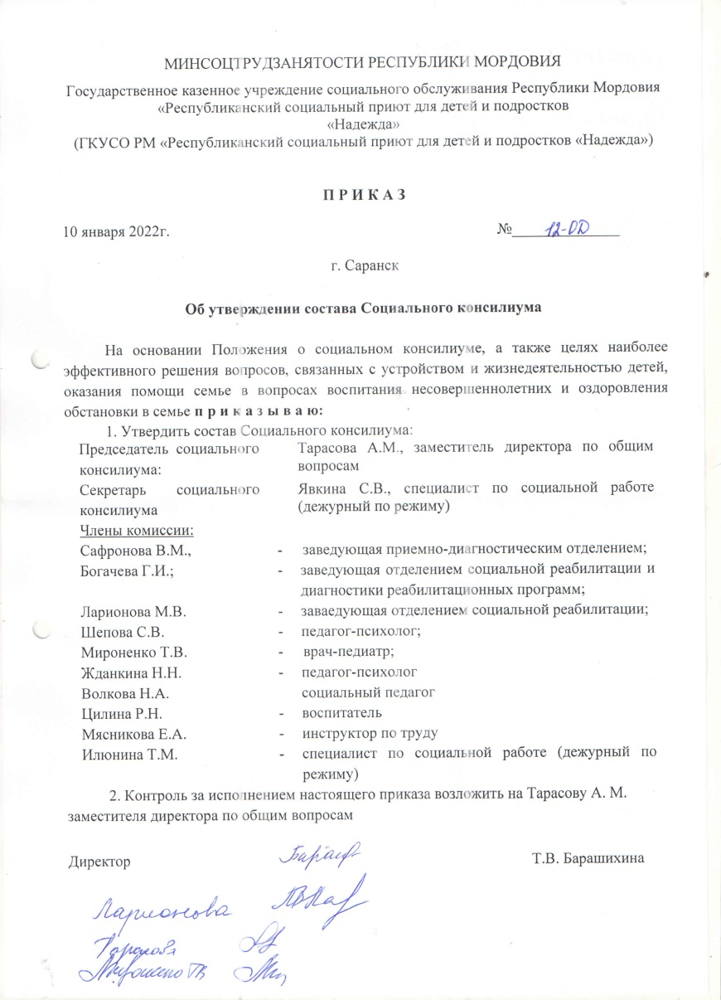 МИНСОЦТРУДЗАНЯТОСТИ РЕСПУБЛИКИ МОРДОВИЯ
Государственное казенное учреждение социального обслуживания Республики Мордовия
«Республиканский социальный приют для детей и подростков
«Надежда»
(ГКУСО РМ «Республиканский социальный приют для детей и подростков «Надежда»)
П Р И К А З
10 января 2022г. № 12-ОД
г. Саранск
Об утверждении состава Социального консилиума
На основании Положения о социальном консилиуме, а также целях наиболее
эффективного решения вопросов, связанных с устройством и жизнедеятельностью детей,
оказания помощи семье в вопросах воспитания несовершеннолетних и оздоровления
обстановки в семье п р и к а з ы в а ю:
1. Утвердить состав Социального консилиума:
Председатель социального Тарасова А.М., заместитель директора по общим
консилиума: вопросам
Секретарь социального Явкина С.В., специалист по социальной работе
консилиума (дежурный по режиму)
Члены комиссии:
Сафронова В.М., - заведующая приемно-диагностическим отделением;
Богачева Г.И.; - заведующая отделением социальной реабилитации и
диагностики реабилитационных программ;
Ларионова М.В. - заваедующая отделением социальной реабилитации;
Шепова С.В. - педагог-психолог;
Мироненко Т.В. - врач-педиатр;
Жданкина Н.Н. - педагог-психолог
Волкова Н.А. социальный педагог
Цилина Р.Н. - воспитатель
Мясникова Е.А. - инструктор по труду
Илюнина Т.М. - специалист по социальной работе (дежурный по
режиму)
2. Контроль за исполнением настоящего приказа возложить на Тарасову А. М.
заместителя директора по общим вопросам
Директор Т.В. Барашихина
Ларионова